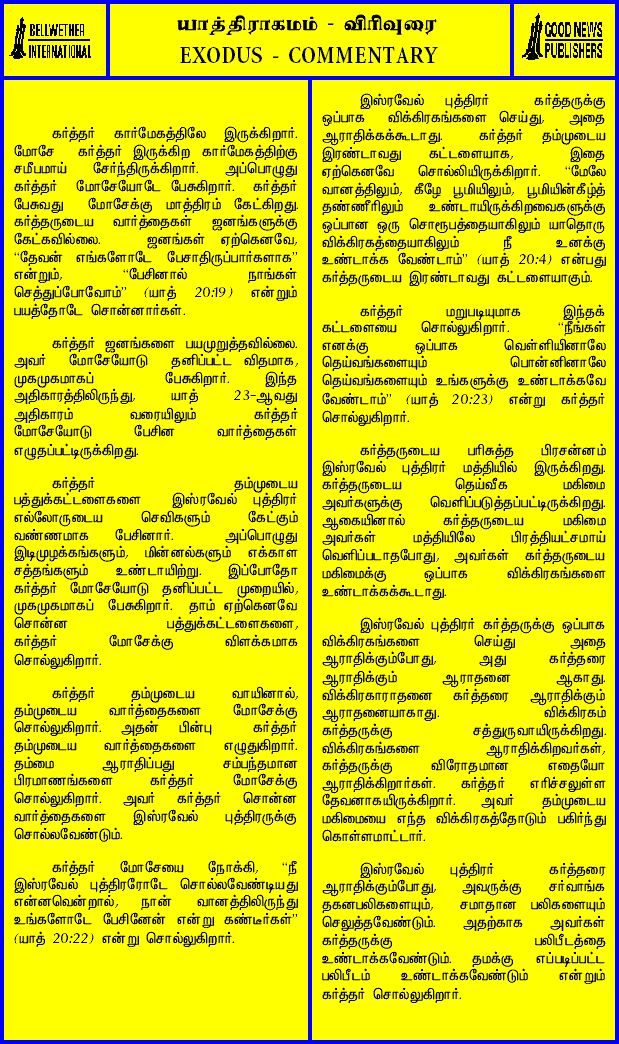 BELLWETHER
INTERNATIONAL
யாத்திராகமம் - விரிவுரை
EXODUS - COMMENTARY
GOOD NEWS
PUBLISHERS
கர்த்தர் கார்மேகத்திலே இருக்கிறார்.
மோசே கர்த்தர் இருக்கிற கார்மேகத்திற்கு
சமீபமாய் சேர்ந்திருக்கிறார். அப்பொழுது
கர்த்தர் மோசேயோடே பேசுகிறார். கர்த்தர்
பேசுவது மோசேக்கு மாத்திரம் கேட்கிறது.
கர்த்தருடைய வார்த்தைகள் ஜனங்களுக்கு
கேட்கவில்லை. ஜனங்கள் ஏற்கெனவே,
“தேவன் எங்களோடே பேசாதிருப்பார்களாக”
என்றும், “பேசினால் நாங்கள்
செத்துப்போவோம்” (யாத் 20:19) என்றும்
பயத்தோடே சொன்னார்கள்.
கர்த்தர் ஜனங்களை பயமுறுத்தவில்லை.
அவர் மோசேயோடு தனிப்பட்ட விதமாக,
முகமுகமாகப் பேசுகிறார். இந்த
அதிகாரத்திலிருந்து, யாத் 23-ஆவது
அதிகாரம் வரையிலும் கர்த்தர்
மோசேயோடு பேசின வார்த்தைகள்
எழுதப்பட்டிருக்கிறது.
கர்த்தர் தம்முடைய
பத்துக்கட்டளைகளை இஸ்ரவேல் புத்திரர்
எல்லோருடைய செவிகளும் கேட்கும்
வண்ணமாக பேசினார். அப்பொழுது
இடிமுழக்கங்களும், மின்னல்களும் எக்காள
சத்தங்களும் உண்டாயிற்று. இப்போதோ
கர்த்தர் மோசேயோடு தனிப்பட்ட முறையில்,
முகமுகமாகப் பேசுகிறார். தாம் ஏற்கெனவே
சொன்ன பத்துக்கட்டளைகளை,
கர்த்தர் மோசேக்கு விளக்கமாக
சொல்லுகிறார்.
கர்த்தர் தம்முடைய வாயினால்,
தம்முடைய வார்த்தைகளை மோசேக்கு
சொல்லுகிறார். அதன் பின்பு கர்த்தர்
தம்முடைய வார்த்தைகளை எழுதுகிறார்.
தம்மை ஆராதிப்பது சம்பந்தமான
பிரமாணங்களை கர்த்தர் மோசேக்கு
சொல்லுகிறார். அவர் கர்த்தர் சொன்ன
வார்த்தைகளை இஸ்ரவேல் புத்திரருக்கு
சொல்லவேண்டும்.
கர்த்தர் மோசேயை நோக்கி, “நீ
இஸ்ரவேல் புத்திரரோடே சொல்லவேண்டியது
என்னவென்றால், நான் வானத்திலிருந்து
உங்களோடே பேசினேன் என்று கண்டீர்கள்”
(யாத் 20:22) என்று சொல்லுகிறார்.
இஸ்ரவேல் புத்திரர் கர்த்தருக்கு
ஒப்பாக விக்கிரகங்களை செய்து, அதை
ஆராதிக்கக்கூடாது. கர்த்தர் தம்முடைய
இரண்டாவது கட்டளையாக, இதை
ஏற்கெனவே சொல்லியிருக்கிறார். “மேலே
வானத்திலும், கீழே பூமியிலும், பூமியின்கீழ்த்
தண்ணீரிலும் உண்டாயிருக்கிறவைகளுக்கு
ஒப்பான ஒரு சொரூபத்தையாகிலும் யாதொரு
விக்கிரகத்தையாகிலும் நீ உனக்கு
உண்டாக்க வேண்டாம்” (யாத் 20:4) என்பது
கர்த்தருடைய இரண்டாவது கட்டளையாகும்.
கர்த்தர் மறுபடியுமாக இந்தக்
கட்டளையை சொல்லுகிறார். “நீங்கள்
எனக்கு ஒப்பாக வெள்ளியினாலே
தெய்வங்களையும் பொன்னினாலே
தெய்வங்களையும் உங்களுக்கு உண்டாக்கவே
வேண்டாம்” (யாத் 20:23) என்று கர்த்தர்
சொல்லுகிறார்.
கர்த்தருடைய பரிசுத்த பிரசன்னம்
இஸ்ரவேல் புத்திரர் மத்தியில் இருக்கிறது.
கர்த்தருடைய தெய்வீக மகிமை
அவர்களுக்கு வெளிப்படுத்தப்பட்டிருக்கிறது.
ஆகையினால் கர்த்தருடைய மகிமை
அவர்கள் மத்தியிலே பிரத்தியட்சமாய்
வெளிப்படாதபோது, அவர்கள் கர்த்தருடைய
மகிமைக்கு ஒப்பாக விக்கிரகங்களை
உண்டாக்கக்கூடாது.
இஸ்ரவேல் புத்திரர் கர்த்தருக்கு ஒப்பாக
விக்கிரகங்களை செய்து அதை
ஆராதிக்கும்போது, அது கர்த்தரை
ஆராதிக்கும் ஆராதனை ஆகாது.
விக்கிரகாராதனை கர்த்தரை ஆராதிக்கும்
ஆராதனையாகாது. விக்கிரகம்
கர்த்தருக்கு சத்துருவாயிருக்கிறது.
விக்கிரகங்களை ஆராதிக்கிறவர்கள்,
கர்த்தருக்கு விரோதமான எதையோ
ஆராதிக்கிறார்கள். கர்த்தர் எரிச்சலுள்ள
தேவனாகயிருக்கிறார். அவர் தம்முடைய
மகிமையை எந்த விக்கிரகத்தோடும் பகிர்ந்து
கொள்ளமாட்டார்.
இஸ்ரவேல் புத்திரர் கர்த்தரை
ஆராதிக்கும்போது, அவருக்கு சர்வாங்க
தகனபலிகளையும், சமாதான பலிகளையும்
செலுத்தவேண்டும். அதற்காக அவர்கள்
கர்த்தருக்கு பலிபீடத்தை
உண்டாக்கவேண்டும். தமக்கு எப்படிப்பட்ட
பலிபீடம் உண்டாக்கவேண்டும் என்றும்
கர்த்தர் சொல்லுகிறார்.